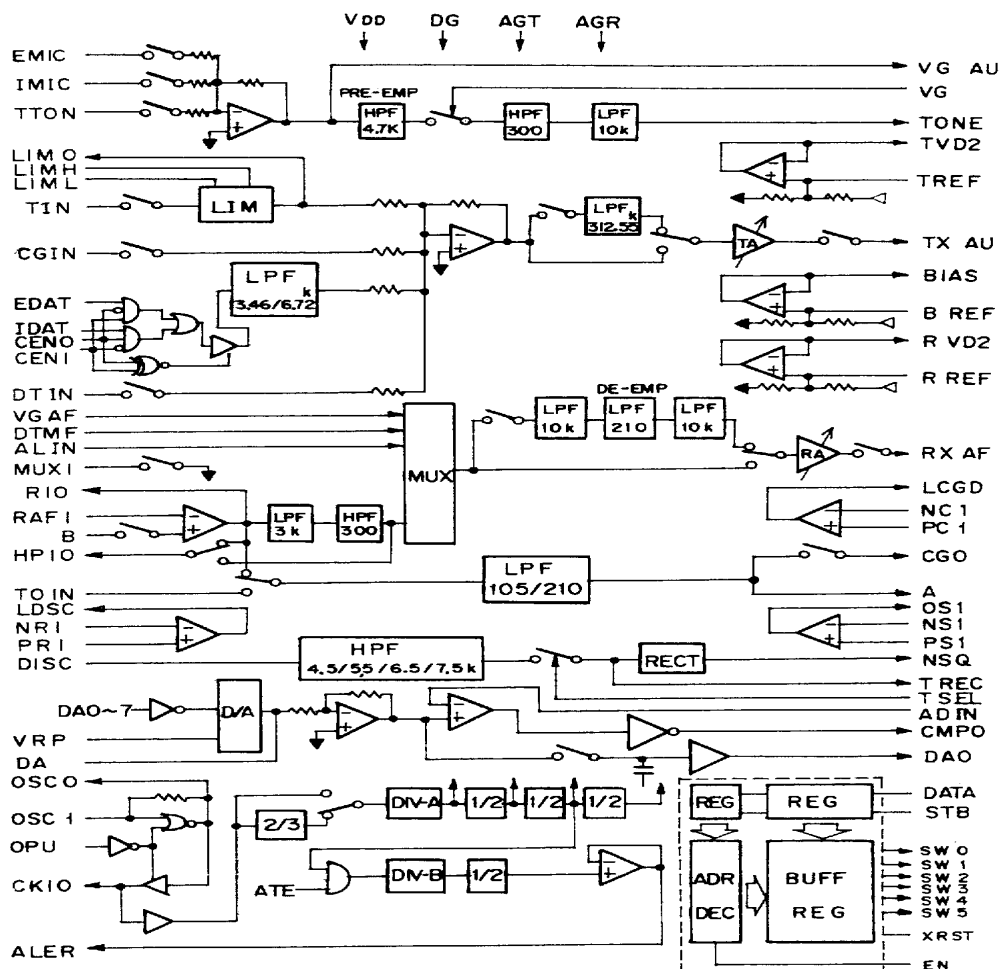 VDD DG AGT AGR
EMIC
IMIC
TTON
PRE-EMP
HPF
4.7K
HPF
300
LPF
10k
VG AU
VG
TONE
LIMO
LIMH
LIML
TIN
LIM
TVD2
TREF
LPF
k
312.55
TA
TX AU
CGIN
LPF
k
3.46/6.72
EDAT
IDAT
CENO
CENI
BIAS
B REF
R VD2
R REF
DTIN
VGAF
DTMF
ALIN
MUXI
MUX
DE-EMP
LPF
10k
LPF
210
LPF
10k
RA
RX AF
RIO
RAFI
B
HPIO
LPF
3k
HPF
300
LCGD
NC1
PC1
CGO
TOIN
LPF
105/210
A
LDSC
NRI
PRI
DISC
OS1
NS1
PS1
HPF
4.5/5.5/6.5/7.5k
RECT
NSQ
TREC
TSEL
ADIN
DAO~7
D/A
VRP
DA
CMPO
DAO
OSCO
OSC1
OPU
CKIO
2/3
DIV-A
1/2
1/2
1/2
ATE
DIV-B
1/2
ALER
REG
REG
DATA
STB
ADR
DEC
BUFF
REG
SW0
SW1
SW2
SW3
SW4
SW5
XRST
EN